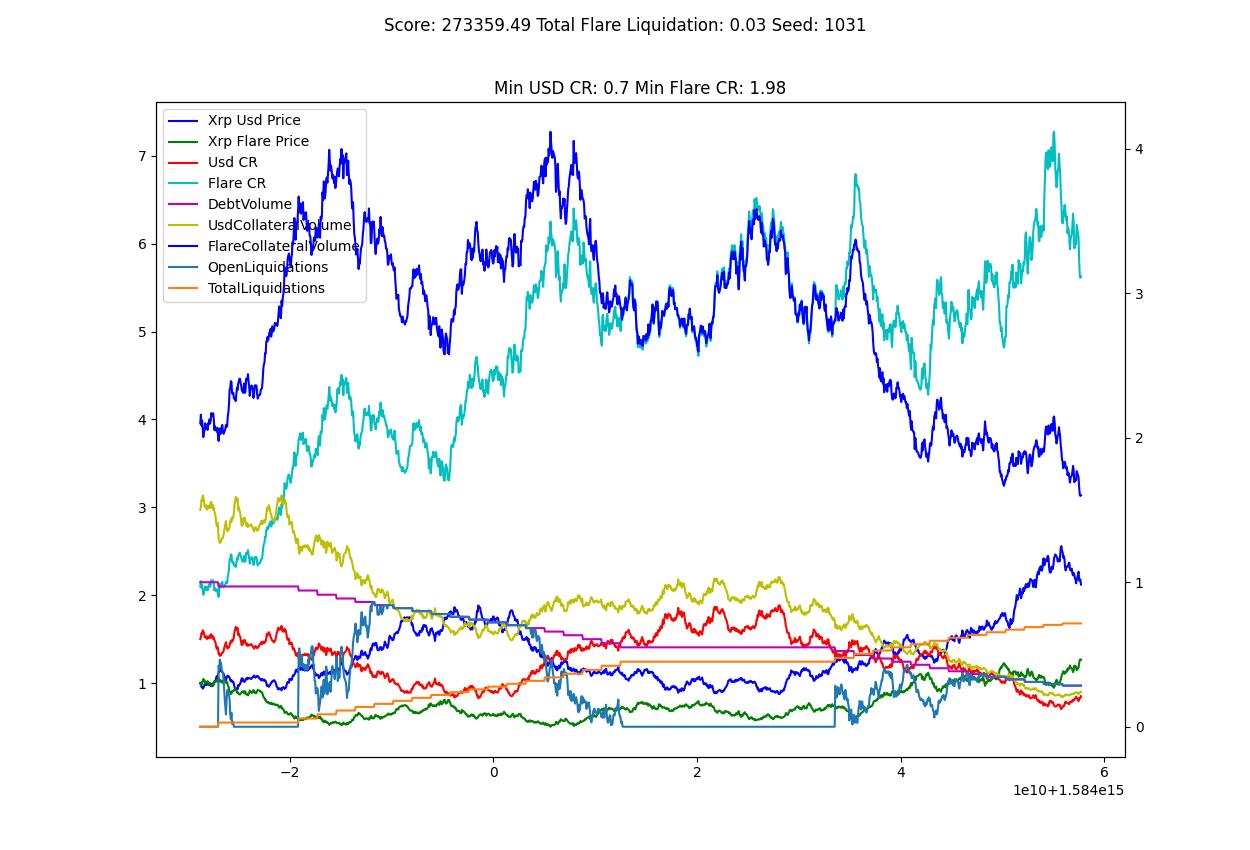 Score: 273359.49 Total Flare Liquidation: 0.03 Seed: 1031
Min USD CR: 0.7 Min Flare CR: 1.98
Xrp Usd Price
Xrp Flare Price
Usd CR
Flare CR
DebtVolume
UsdCollateralVolume
FlareCollateralVolume
OpenLiquidations
TotalLiquidations
7
6
5
4
3
2
1
4
3
2
1
0
−2
0
2
4
6
1e10+1.584e15